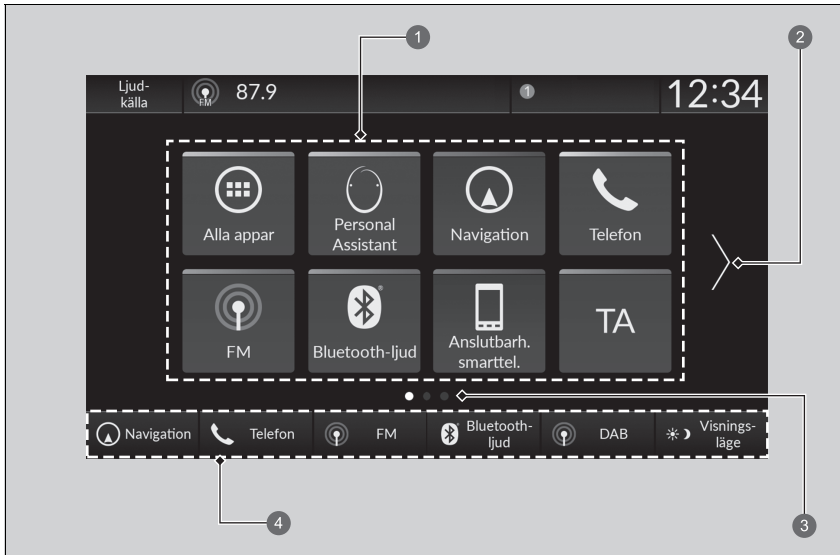 1
2
Ljud-
källa
FM
87.9
1
12:34
Alla appar
Personal
Assistant
Navigation
Telefon
FM
Bluetooth-ljud
Anslutbarh.
smarttel.
TA
Navigation
Telefon
FM
Bluetooth-
ljud
DAB
Visnings-
läge
4
3